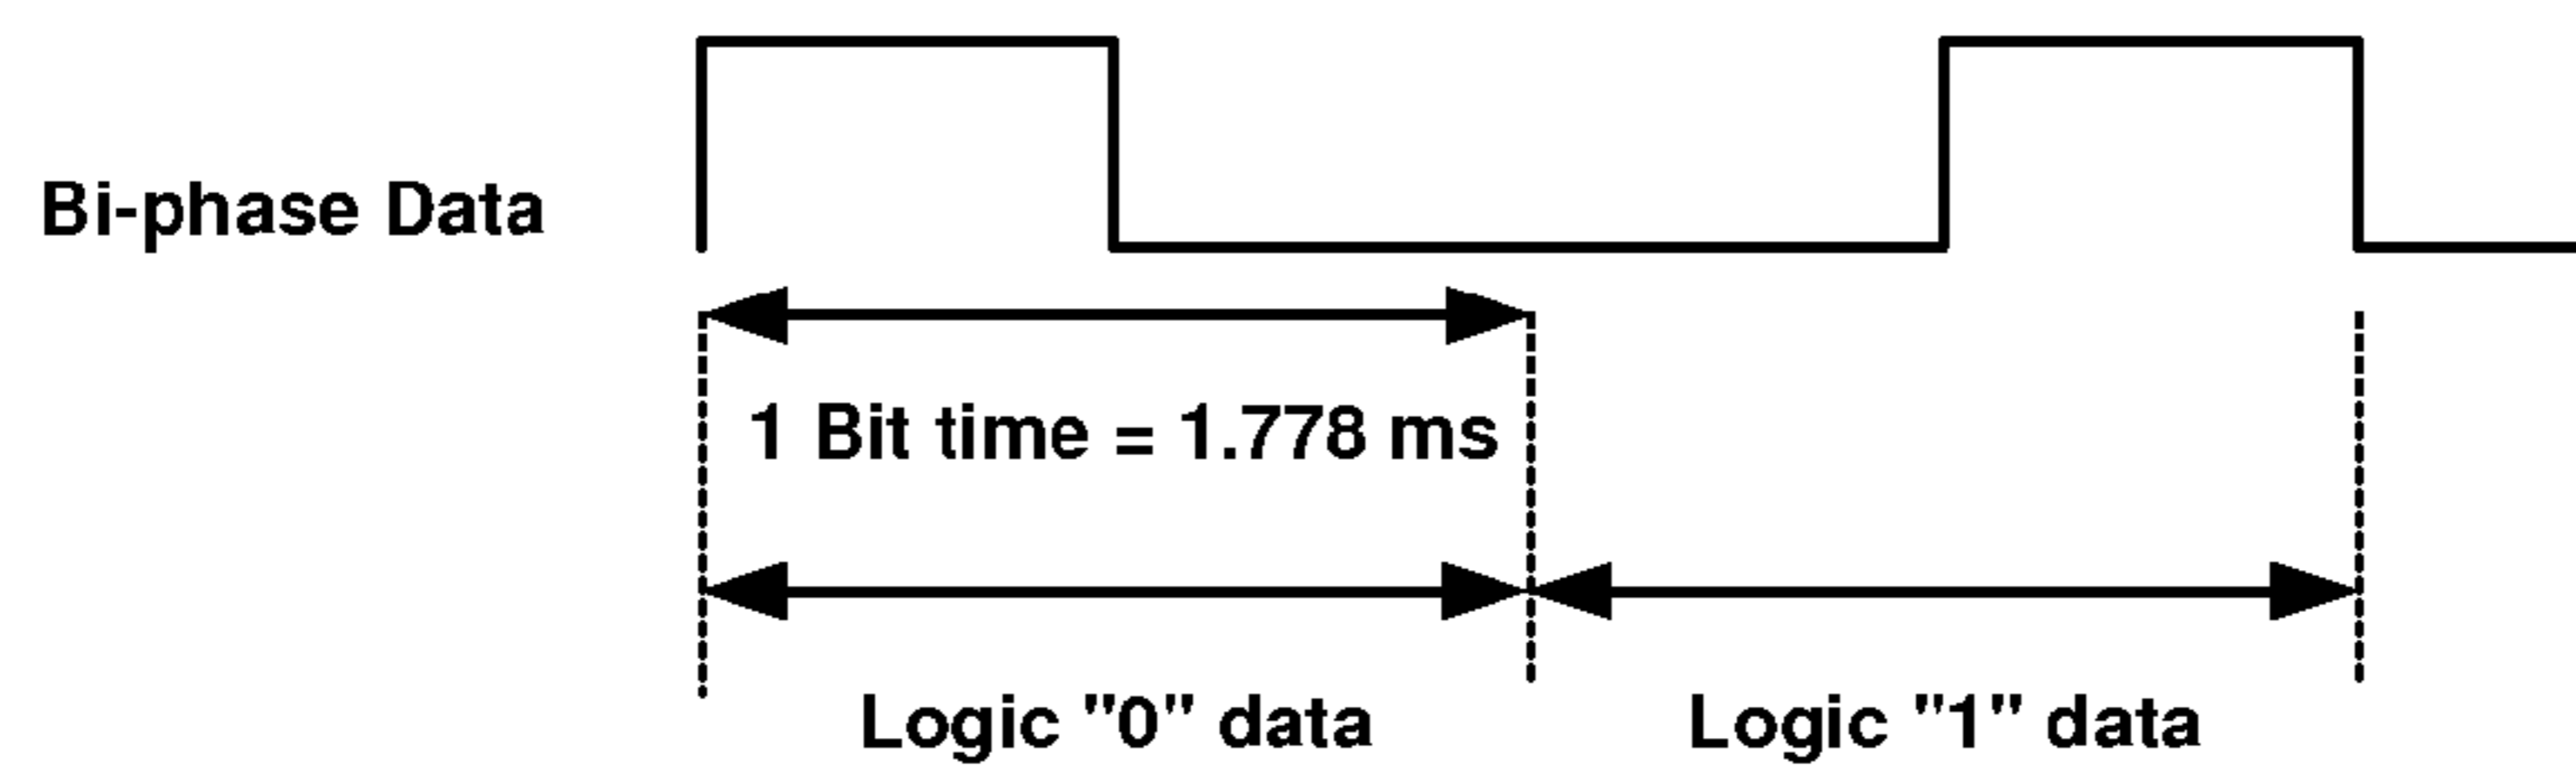 Bi-phase Data
1 Bit time = 1.778 ms
Logic "0" data
Logic "1" data